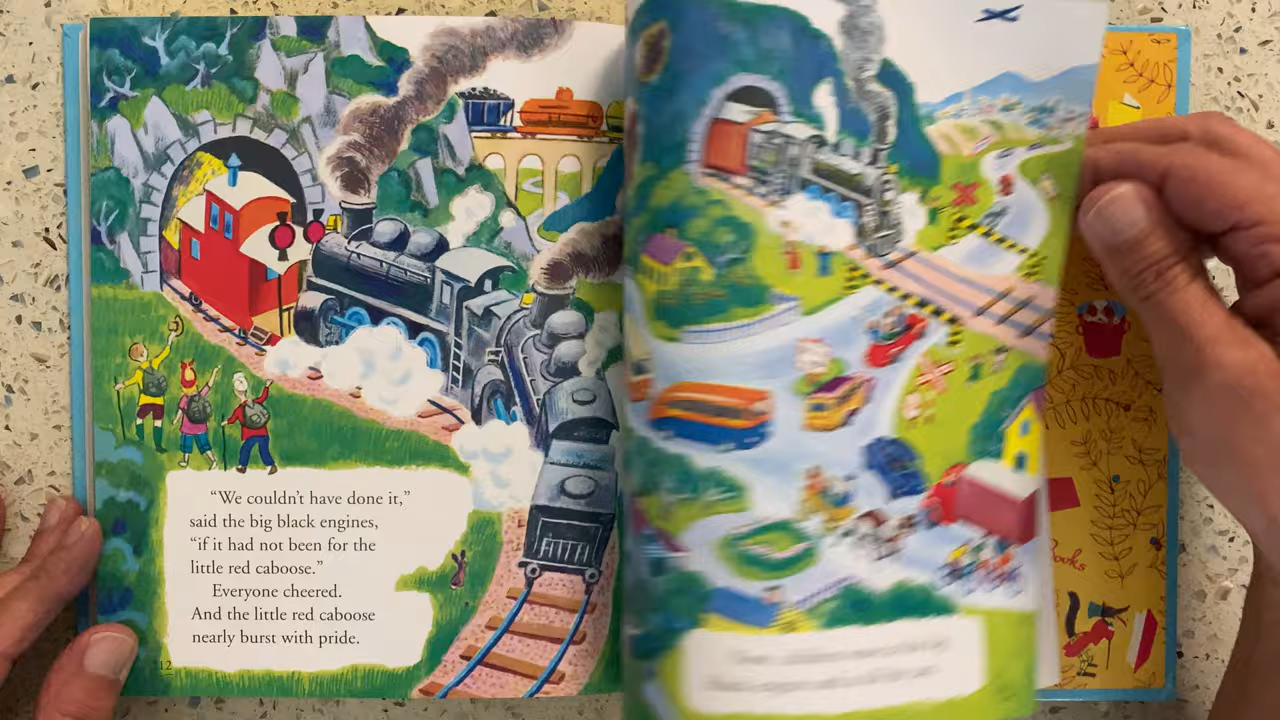 “We couldn’t have done it,”
said the big black engines,
“if it had not been for the
little red caboose.”
Everyone cheered.
And the little red caboose
nearly burst with pride.
12
Books